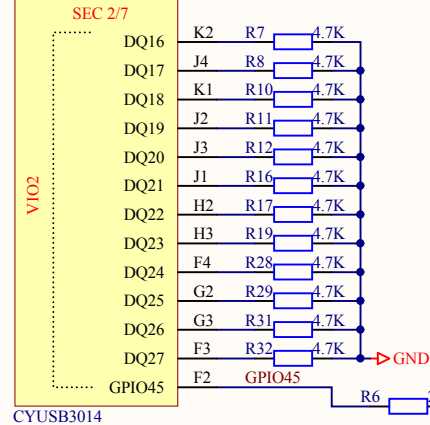 SEC 2/7
VIO2
DQ16 K2 R7 4.7K
DQ17 J4 R8 4.7K
DQ18 K1 R10 4.7K
DQ19 J2 R11 4.7K
DQ20 J3 R12 4.7K
DQ21 J1 R16 4.7K
DQ22 H2 R17 4.7K
DQ23 H3 R19 4.7K
DQ24 F4 R28 4.7K
DQ25 G2 R29 4.7K
DQ26 G3 R31 4.7K
DQ27 F3 R32 4.7K GND
GPIO45 F2 GPIO45
R6
CYUSB3014